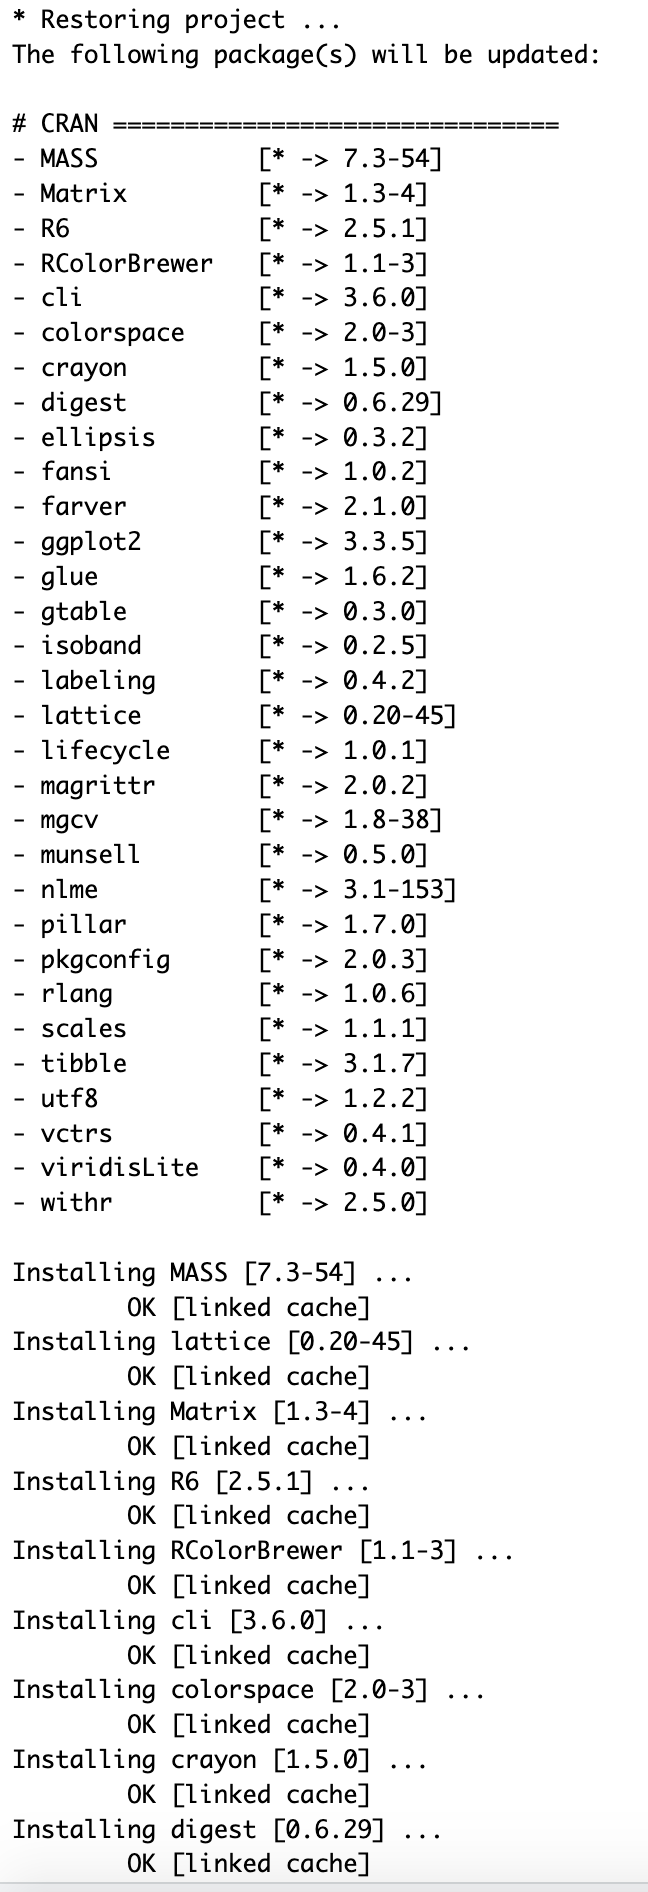 * Restoring project ...
The following package(s) will be updated:

# CRAN ===============================
- MASS           [* -> 7.3-54]
- Matrix         [* -> 1.3-4]
- R6             [* -> 2.5.1]
- RColorBrewer   [* -> 1.1-3]
- cli            [* -> 3.6.0]
- colorspace     [* -> 2.0-3]
- crayon         [* -> 1.5.0]
- digest         [* -> 0.6.29]
- ellipsis       [* -> 0.3.2]
- fansi          [* -> 1.0.2]
- farver         [* -> 2.1.0]
- ggplot2        [* -> 3.3.5]
- glue           [* -> 1.6.2]
- gtable         [* -> 0.3.0]
- isoband        [* -> 0.2.5]
- labeling       [* -> 0.4.2]
- lattice        [* -> 0.20-45]
- lifecycle      [* -> 1.0.1]
- magrittr       [* -> 2.0.2]
- mgcv           [* -> 1.8-38]
- munsell        [* -> 0.5.0]
- nlme           [* -> 3.1-153]
- pillar         [* -> 1.7.0]
- pkgconfig      [* -> 2.0.3]
- rlang          [* -> 1.0.6]
- scales         [* -> 1.1.1]
- tibble         [* -> 3.1.7]
- utf8           [* -> 1.2.2]
- vctrs          [* -> 0.4.1]
- viridisLite    [* -> 0.4.0]
- withr          [* -> 2.5.0]

Installing MASS [7.3-54] ...
        OK [linked cache]
Installing lattice [0.20-45] ...
        OK [linked cache]
Installing Matrix [1.3-4] ...
        OK [linked cache]
Installing R6 [2.5.1] ...
        OK [linked cache]
Installing RColorBrewer [1.1-3] ...
        OK [linked cache]
Installing cli [3.6.0] ...
        OK [linked cache]
Installing colorspace [2.0-3] ...
        OK [linked cache]
Installing crayon [1.5.0] ...
        OK [linked cache]
Installing digest [0.6.29] ...
        OK [linked cache]